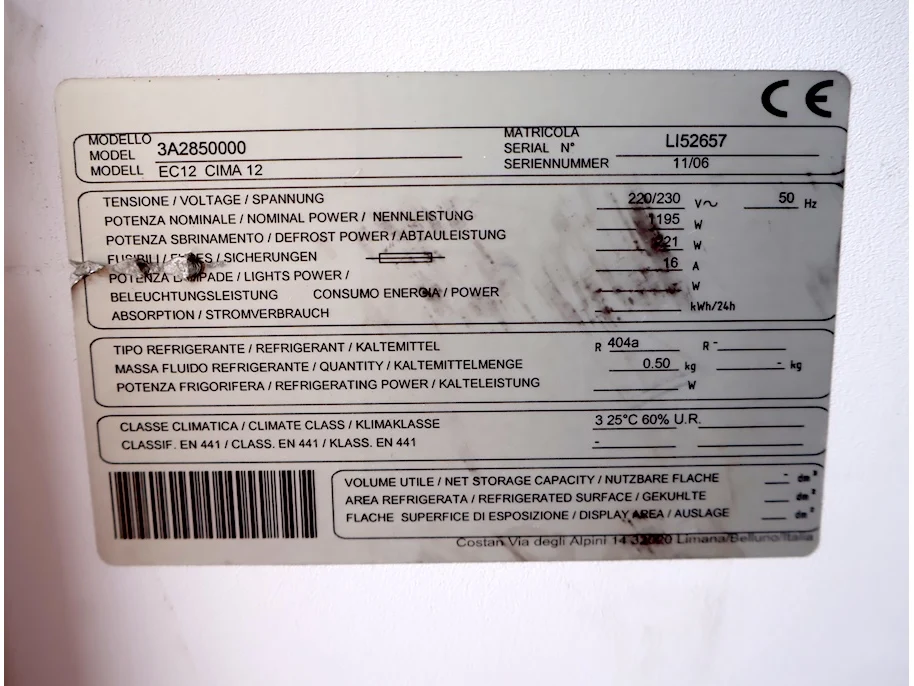 CE
MODELLO
MODEL 3A2850000
MODELL EC12 CIMA 12
MATRICOLA
SERIAL N° LI52657
SERIENNUMMER 11/06
TENSIONE / VOLTAGE / SPANNUNG 220/230 V~ 50 Hz
POTENZA NOMINALE / NOMINAL POWER / NENNLEISTUNG 1195 W
POTENZA SBRINAMENTO / DEFROST POWER / ABTAULEISTUNG W
/ SICHERUNGEN 16 A
POTENZA / LIGHTS POWER / - W
BELEUCHTUNGSLEISTUNG CONSUMO ENERGIA / POWER
ABSORPTION / STROMVERBRAUCH kWh/24h
TIPO REFRIGERANTE / REFRIGERANT / KALTEMITTEL R 404a R -
MASSA FLUIDO REFRIGERANTE / QUANTITY / KALTEMITTELMENGE 0.50 kg - kg
POTENZA FRIGORIFERA / REFRIGERATING POWER / KALTELEISTUNG W
CLASSE CLIMATICA / CLIMATE CLASS / KLIMAKLASSE 3 25°C 60% U.R.
CLASSIF. EN 441 / CLASS. EN 441 / KLASS. EN 441 -
VOLUME UTILE / NET STORAGE CAPACITY / NUTZBARE FLACHE - dm³
AREA REFRIGERATA / REFRIGERATED SURFACE / GEKUHLTE dm²
FLACHE SUPERFICE DI ESPOSIZIONE / DISPLAY AREA / AUSLAGE dm²
Costan Via degli Alpini 14 32020 Limana/Belluno/Italia